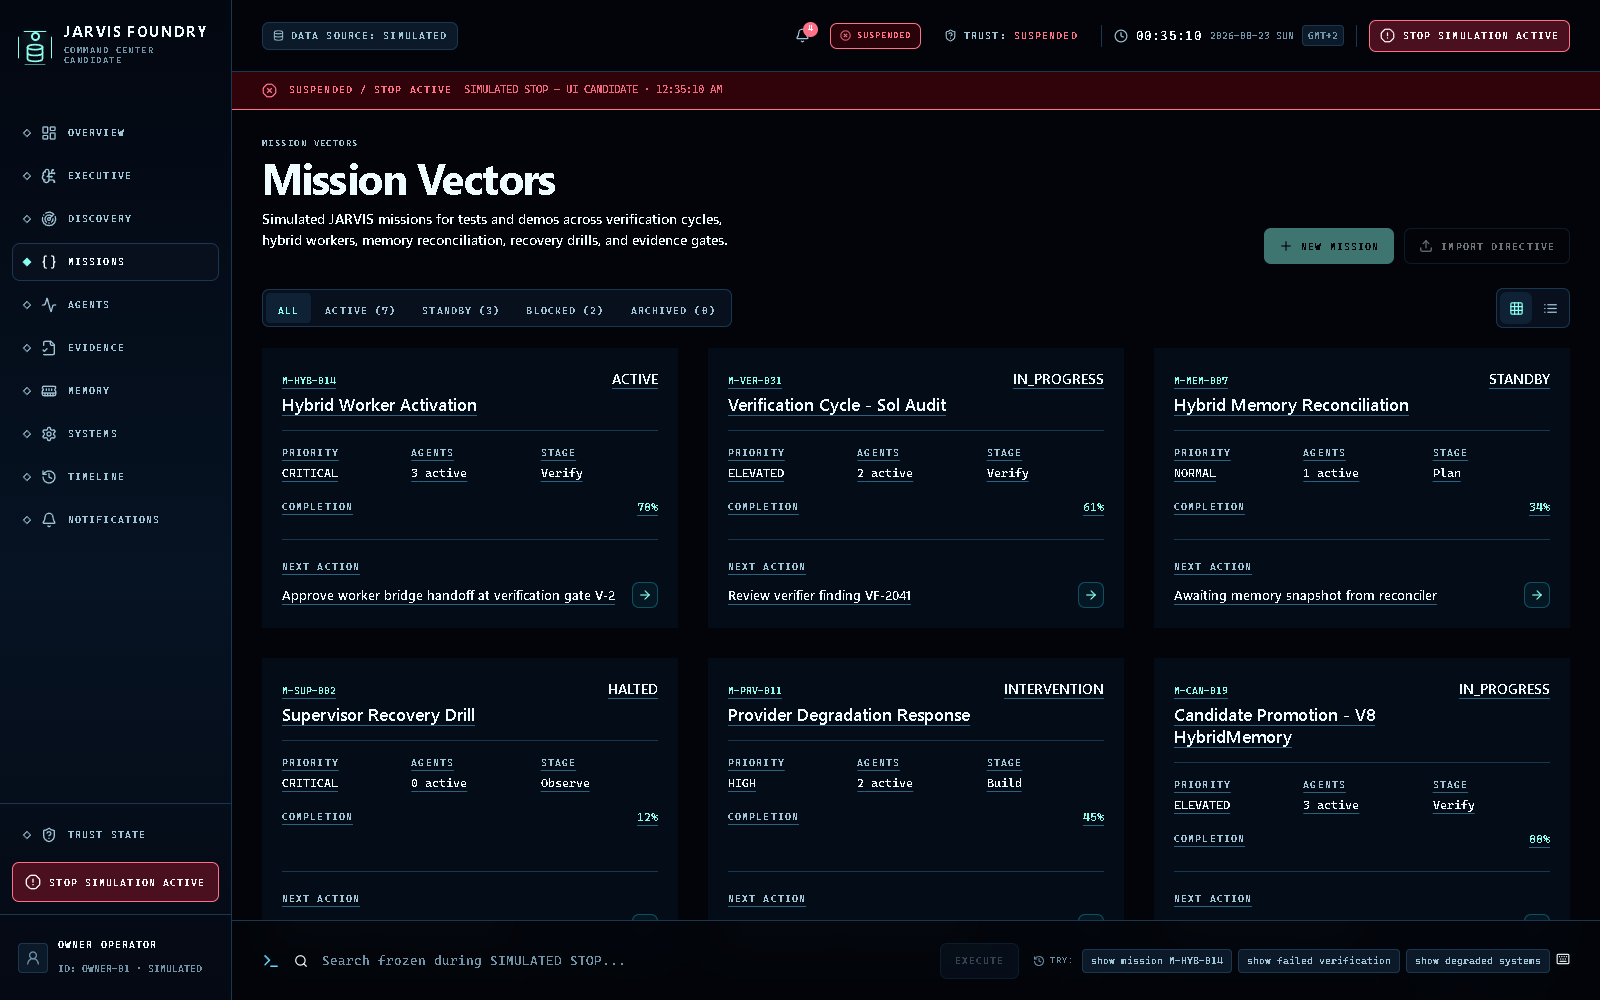 JARVIS FOUNDRY
COMMAND CENTER
CANDIDATE
DATA SOURCE: SIMULATED
4
SUSPENDED
TRUST: SUSPENDED
00:35:10 2026-08-23 SUN GMT+2
STOP SIMULATION ACTIVE
SUSPENDED / STOP ACTIVE SIMULATED STOP — UI CANDIDATE · 12:35:10 AM
OVERVIEW
EXECUTIVE
DISCOVERY
MISSIONS
AGENTS
EVIDENCE
MEMORY
SYSTEMS
TIMELINE
NOTIFICATIONS
TRUST STATE
STOP SIMULATION ACTIVE
OWNER OPERATOR
ID: OWNER-01 · SIMULATED
MISSION VECTORS
Mission Vectors
Simulated JARVIS missions for tests and demos across verification cycles,
hybrid workers, memory reconciliation, recovery drills, and evidence gates.
NEW MISSION
IMPORT DIRECTIVE
ALL ACTIVE (7) STANDBY (3) BLOCKED (2) ARCHIVED (0)
M-HYB-014 ACTIVE
Hybrid Worker Activation
PRIORITY AGENTS STAGE
CRITICAL 3 active Verify
COMPLETION 78%
NEXT ACTION
Approve worker bridge handoff at verification gate V-2
M-VER-031 IN_PROGRESS
Verification Cycle - Sol Audit
PRIORITY AGENTS STAGE
ELEVATED 2 active Verify
COMPLETION 61%
NEXT ACTION
Review verifier finding VF-2041
M-MEM-007 STANDBY
Hybrid Memory Reconciliation
PRIORITY AGENTS STAGE
NORMAL 1 active Plan
COMPLETION 34%
NEXT ACTION
Awaiting memory snapshot from reconciler
M-SUP-002 HALTED
Supervisor Recovery Drill
PRIORITY AGENTS STAGE
CRITICAL 0 active Observe
COMPLETION 12%
NEXT ACTION
M-PRV-011 INTERVENTION
Provider Degradation Response
PRIORITY AGENTS STAGE
HIGH 2 active Build
COMPLETION 45%
NEXT ACTION
M-CAN-019 IN_PROGRESS
Candidate Promotion - V8
HybridMemory
PRIORITY AGENTS STAGE
ELEVATED 3 active Verify
COMPLETION 88%
NEXT ACTION
Search frozen during SIMULATED STOP...
EXECUTE
TRY: show mission M-HYB-014 show failed verification show degraded systems